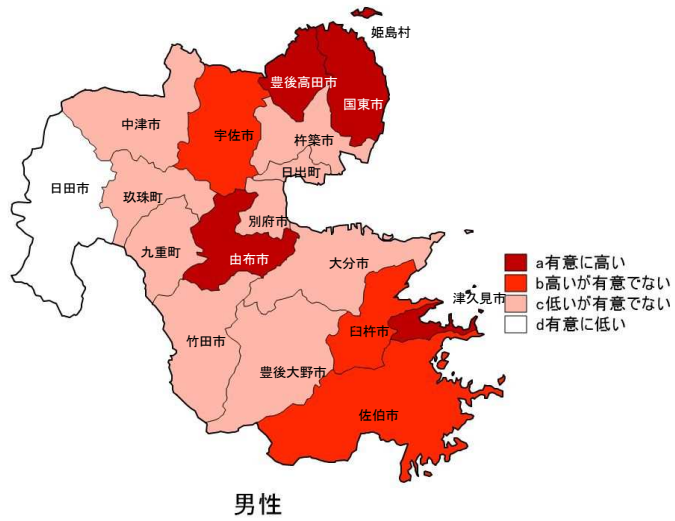 姫島村
豊後高田市
国東市
中津市
宇佐市
杵築市
日出町
日田市
玖珠町
別府市
九重町
由布市
大分市
a有意に高い
b高いが有意でない
c低いが有意でない
d有意に低い
津久見市
臼杵市
竹田市
豊後大野市
佐伯市
男性